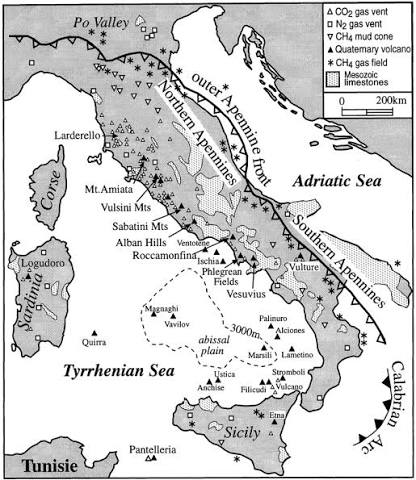 Po Valley
CO2 gas vent
N2 gas vent
CH4 mud cone
Quaternary volcano
CH4 gas field
Mesozoic
limestones
0 200km
outer Apennine front
Northern Apennines
Larderello
Adriatic Sea
Corse
Mt.Amiata
Vulsini Mts
Sabatini Mts
Alban Hills
Ventotene
Roccamonfina
Ischia
Phlegrean
Fields
Vesuvius
Southern Apennines
Vulture
Logudoro
Sardinia
Magnaghi
Vavilov
3000m
abissal
plain
Palinuro
Alciones
Marsili
Lametino
Quirra
Tyrrhenian Sea
Ustica
Anchise
Stromboli
Filicudi
Vulcano
Calabrian
Arc
Etna
Sicily
Pantelleria
Tunisie